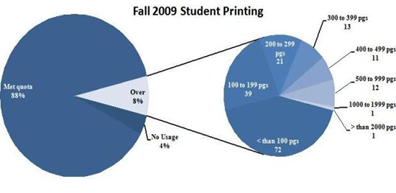 Fall 2009 Student Printing
Met quota
88%
Over
8%
No Usage
4%
300 to 399 pgs
13
200 to 299
pgs
21
400 to 499
pgs
11
100 to 199 pgs
39
500 to 999
pgs
12
1000 to 1999
pgs
1
> than 2000 pgs
1
< than 100 pgs
72